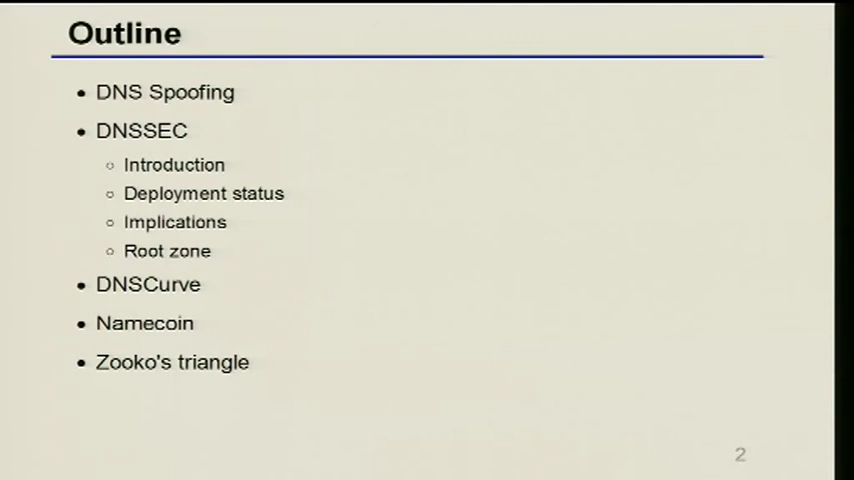 Outline
• DNS Spoofing
• DNSSEC
○ Introduction
○ Deployment status
○ Implications
○ Root zone
• DNSCurve
• Namecoin
• Zooko's triangle
2